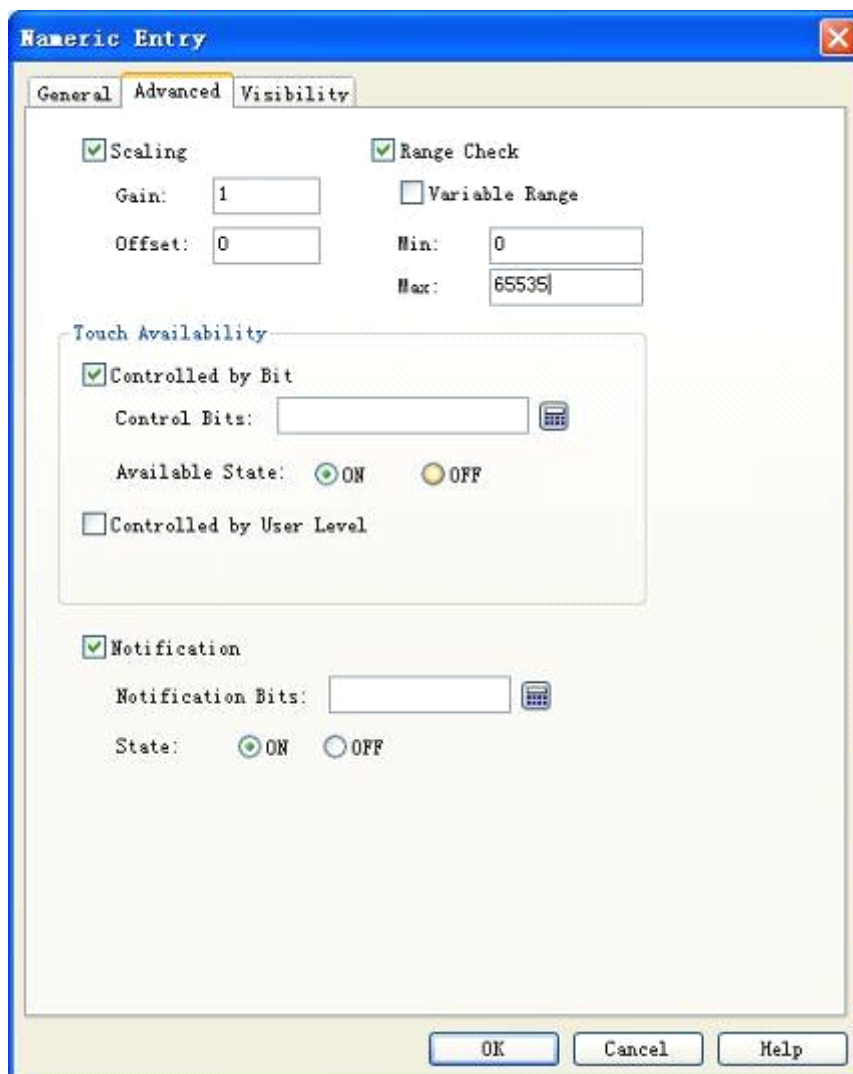 Nameric Entry
General Advanced Visibility
Scaling Range Check
Gain: 1 Variable Range
Offset: 0 Min: 0
Max: 65535
Touch Availability
Controlled by Bit
Control Bits:
Available State: ON OFF
Controlled by User Level
Notification
Notification Bits:
State: ON OFF
OK Cancel Help